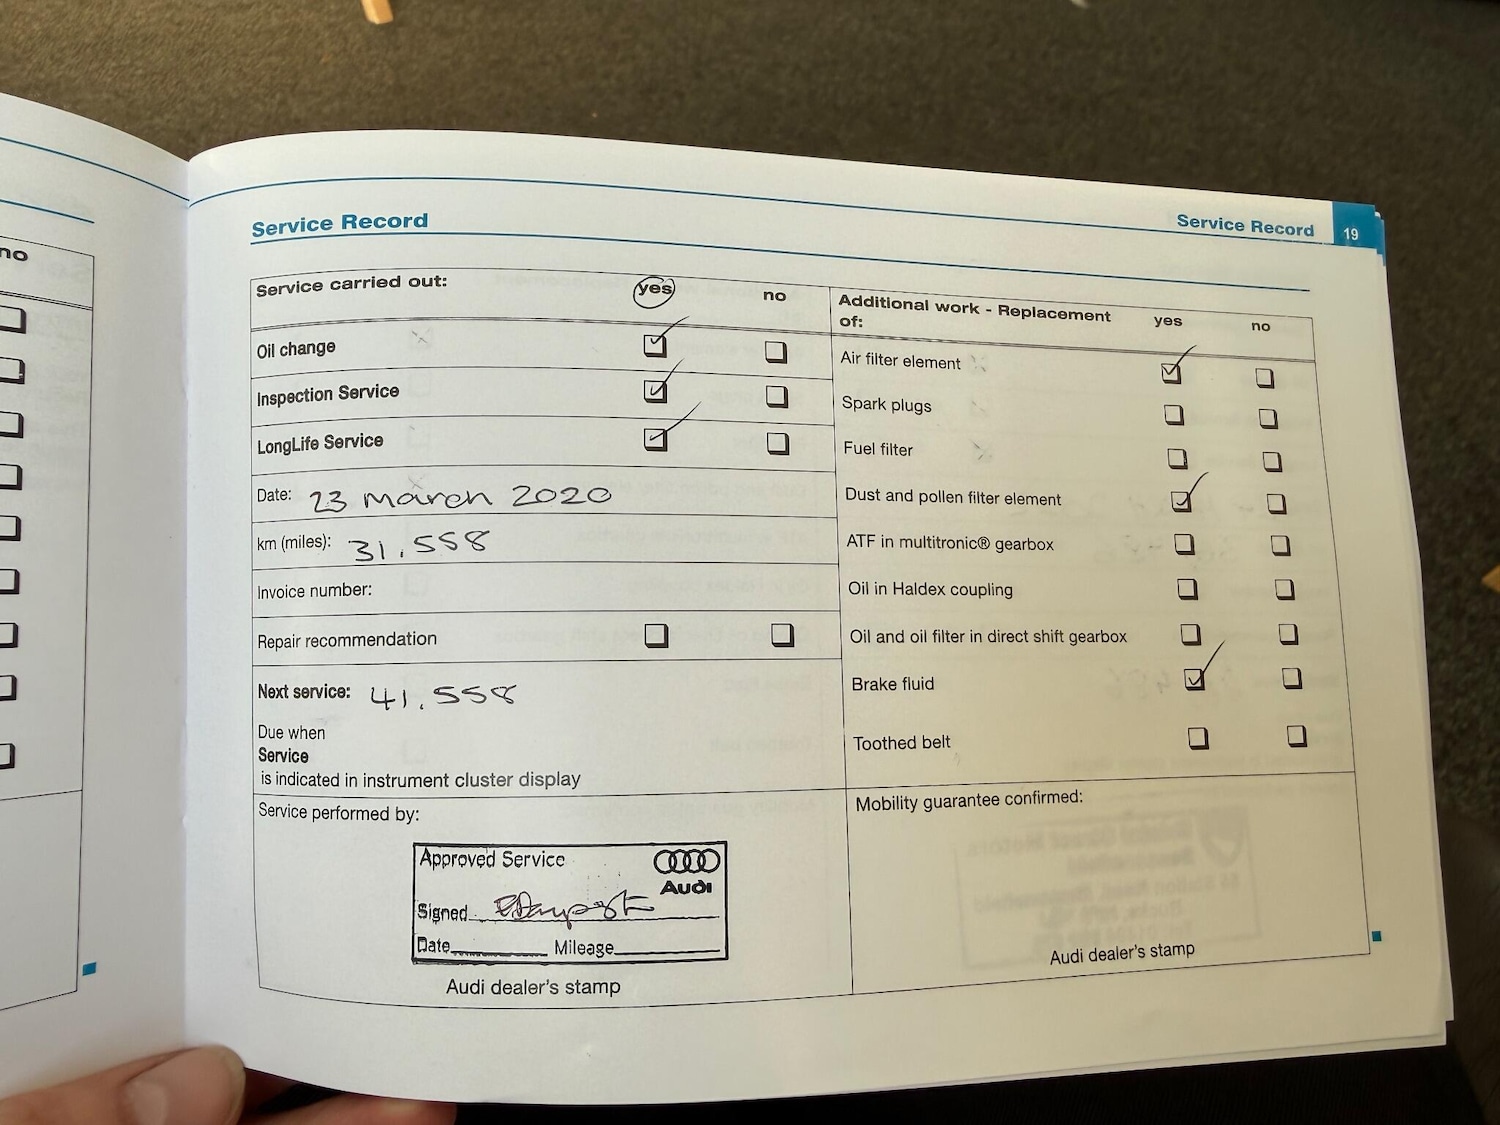 no
Service Record
Service Record 19
Service carried out: yes no
Oil change
Inspection Service
LongLife Service
Date: 23 March 2020
km (miles): 31.558
Invoice number:
Repair recommendation
Next service: 41.558
Due when
Service
is indicated in instrument cluster display
Service performed by:
Approved Service
Audi
Signed
Date Mileage
Audi dealer's stamp
Additional work - Replacement
of: yes no
Air filter element
Spark plugs
Fuel filter
Dust and pollen filter element
ATF in multitronic® gearbox
Oil in Haldex coupling
Oil and oil filter in direct shift gearbox
Brake fluid
Toothed belt
Mobility guarantee confirmed:
Audi dealer's stamp